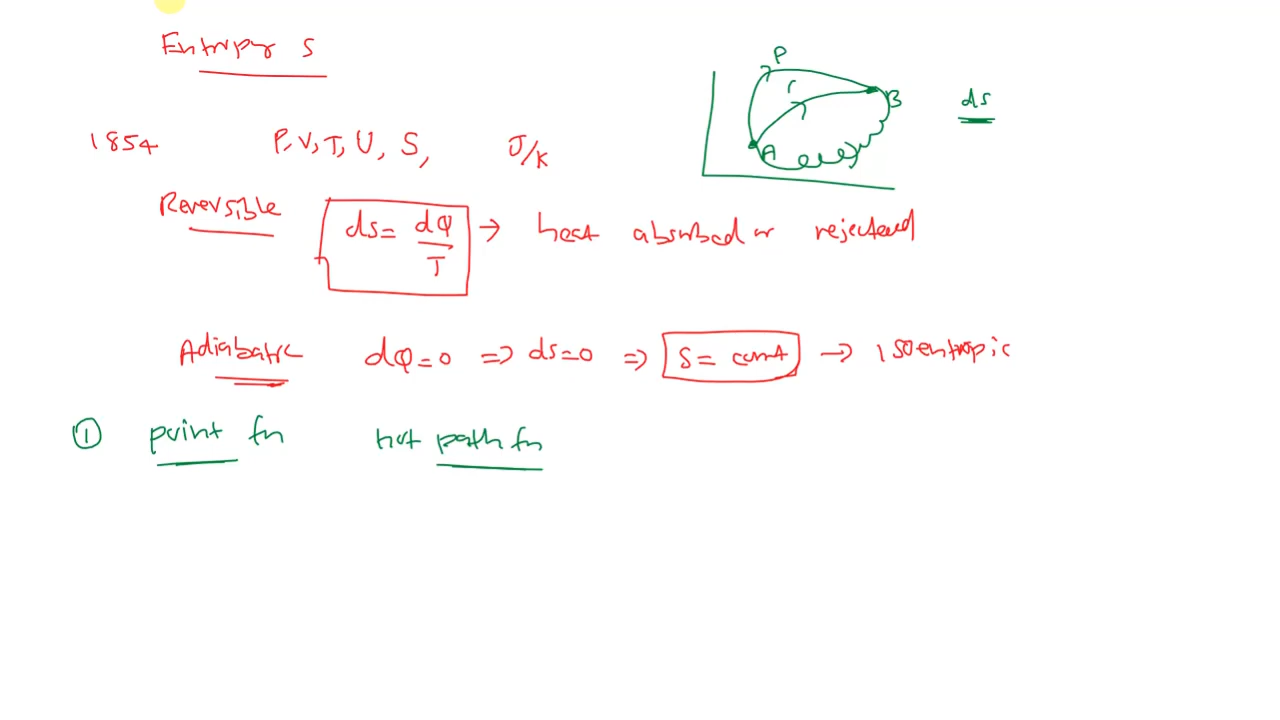 Entropy S
P
r
B
A
ds
1854 P, V, T, U, S, J/K
Reversible ds = dQ/T → heat absorbed or rejected
Adiabatic dQ = 0 ⇒ ds = 0 ⇒ S = const → isoentropic
① point fn not path fn